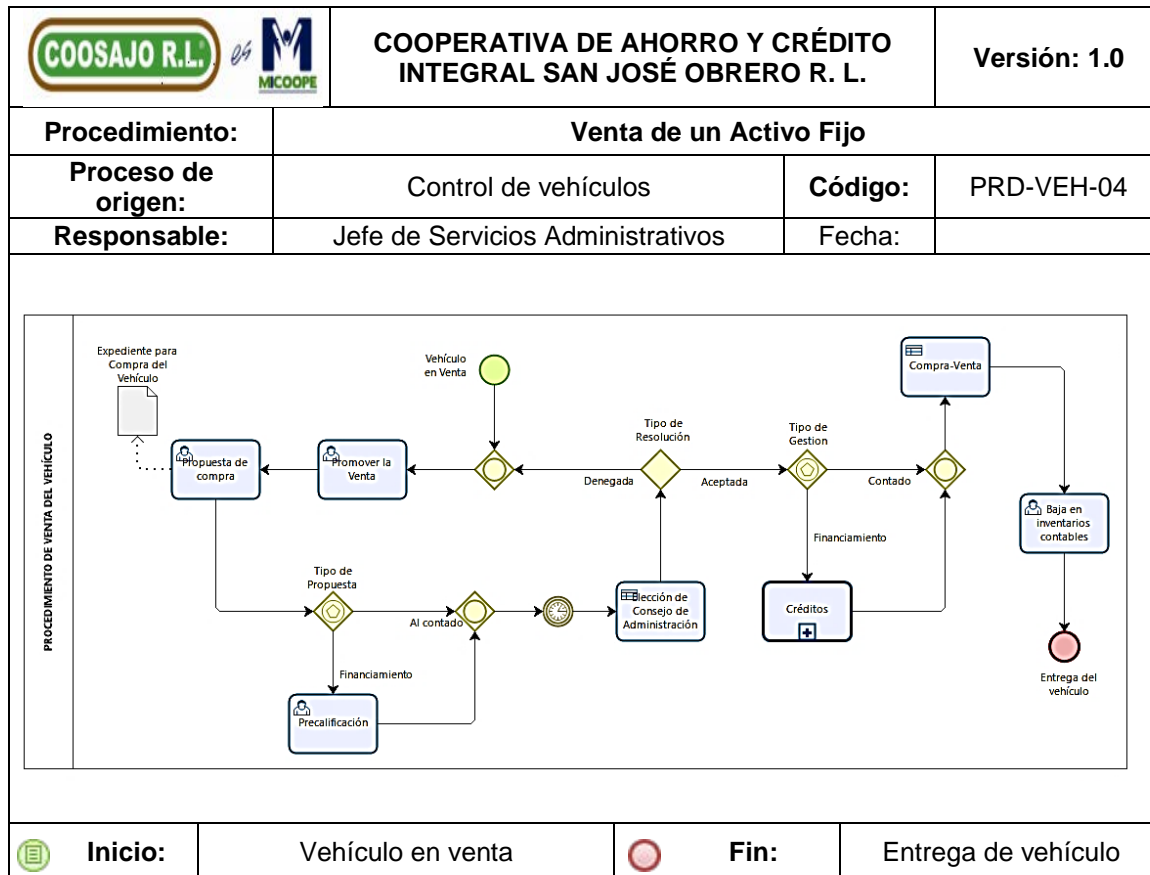 COOSAJO R.L.
es
MICOOPE
COOPERATIVA DE AHORRO Y CRÉDITO
INTEGRAL SAN JOSÉ OBRERO R. L.
Versión: 1.0
Procedimiento:
Venta de un Activo Fijo
Proceso de
origen:
Control de vehículos
Código:
PRD-VEH-04
Responsable:
Jefe de Servicios Administrativos
Fecha:
PROCEDIMIENTO DE VENTA DEL VEHÍCULO
Expediente para
Compra del
Vehículo
Vehículo
en Venta
Compra-Venta
Tipo de
Resolución
Tipo de
Gestion
Propuesta de
compra
Promover la
Venta
Denegada
Aceptada
Contado
Baja en
inventarios
contables
Financiamiento
Tipo de
Propuesta
Al contado
Elección de
Consejo de
Administración
Créditos
Financiamiento
Precalificación
Entrega del
vehículo
Inicio:
Vehículo en venta
Fin:
Entrega de vehículo